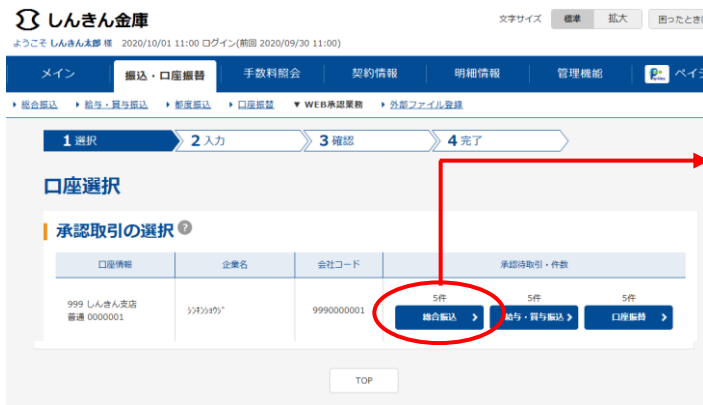 しんきん金庫
文字サイズ 標準 拡大 困ったとき
ようこそ しんきん太郎 様 2020/10/01 11:00 ログイン(前回 2020/09/30 11:00)
メイン 振込・口座振替 手数料照会 契約情報 明細情報 管理機能 ペイジ
総合振込 給与・賞与振込 都度振込 口座振替 ▼ WEB承認業務 外部ファイル登録
1 選択 2 入力 3 確認 4 完了
口座選択
承認取引の選択 ?
口座情報 企業名 会社コード 承認待取引・件数
5件 5件 5件
999 しんきん支店 ｼﾝｷﾝｼｮｳｼﾞ 9990000001 総合振込 給与・賞与振込 口座振替
普通 0000001
TOP